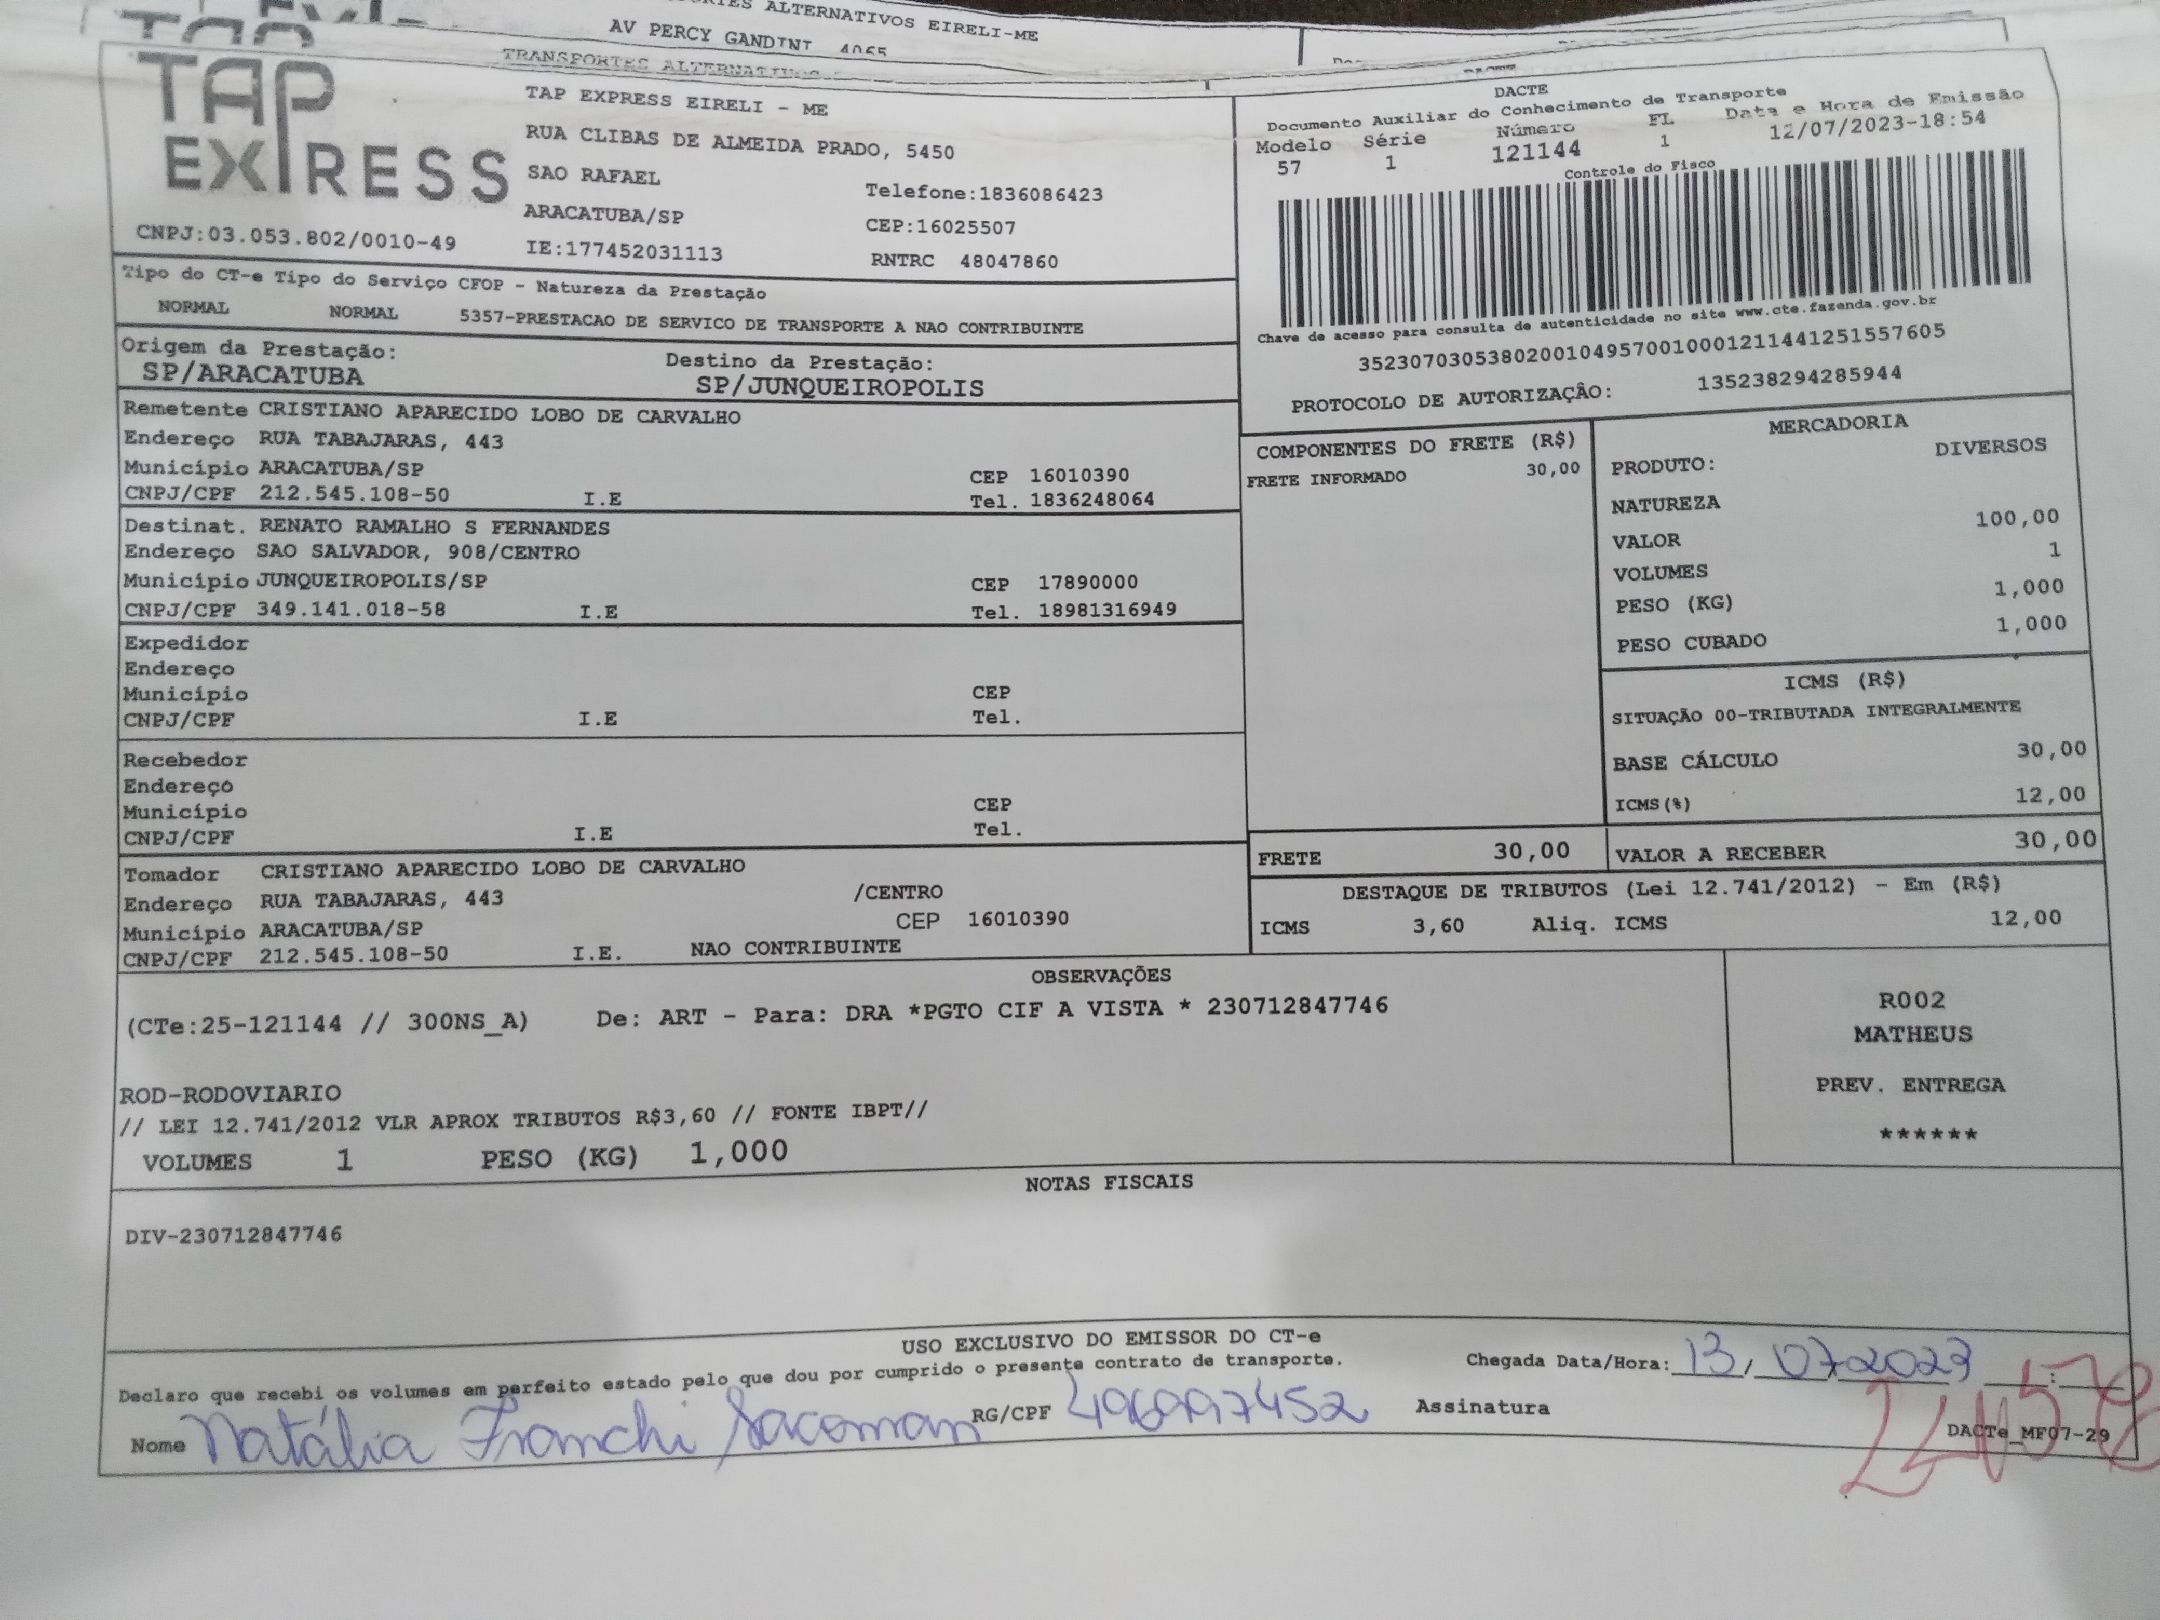 TES ALTERNATIVOS EIRELI-ME
AV PERCY GANDINI 4065
TRANSPORTES ALTERNATIVOS
TAP EXPRESS
CNPJ:03.053.802/0010-49
TAP EXPRESS EIRELI - ME
RUA CLIBAS DE ALMEIDA PRADO, 5450
SAO RAFAEL Telefone:1836086423
ARACATUBA/SP CEP:16025507
IE:177452031113 RNTRC 48047860
DACTE
Documento Auxiliar do Conhecimento de Transporte
Modelo Série Número FL Data e Hora de Emissão
57 1 121144 1 12/07/2023-18:54
Controle do Fisco
Chave de acesso para consulta de autenticidade no site www.cte.fazenda.gov.br
35230703053802001049570010001211441251557605
PROTOCOLO DE AUTORIZAÇÂO: 135238294285944
Tipo do CT-e Tipo do Serviço CFOP - Natureza da Prestação
NORMAL NORMAL 5357-PRESTACAO DE SERVICO DE TRANSPORTE A NAO CONTRIBUINTE
Origem da Prestação: Destino da Prestação:
SP/ARACATUBA SP/JUNQUEIROPOLIS
Remetente CRISTIANO APARECIDO LOBO DE CARVALHO
Endereço RUA TABAJARAS, 443
Município ARACATUBA/SP CEP 16010390
CNPJ/CPF 212.545.108-50 I.E Tel. 1836248064
Destinat. RENATO RAMALHO S FERNANDES
Endereço SAO SALVADOR, 908/CENTRO
Município JUNQUEIROPOLIS/SP CEP 17890000
CNPJ/CPF 349.141.018-58 I.E Tel. 18981316949
Expedidor
Endereço
Município CEP
CNPJ/CPF I.E Tel.
Recebedor
Endereço
Município CEP
CNPJ/CPF I.E Tel.
Tomador CRISTIANO APARECIDO LOBO DE CARVALHO
Endereço RUA TABAJARAS, 443 /CENTRO
Município ARACATUBA/SP CEP 16010390
CNPJ/CPF 212.545.108-50 I.E. NAO CONTRIBUINTE
COMPONENTES DO FRETE (R$)
FRETE INFORMADO 30,00
MERCADORIA
PRODUTO: DIVERSOS
NATUREZA
VALOR 100,00
VOLUMES 1
PESO (KG) 1,000
PESO CUBADO 1,000
ICMS (R$)
SITUAÇÃO 00-TRIBUTADA INTEGRALMENTE
BASE CÁLCULO 30,00
ICMS(%) 12,00
FRETE 30,00 VALOR A RECEBER 30,00
DESTAQUE DE TRIBUTOS (Lei 12.741/2012) - Em (R$)
ICMS 3,60 Aliq. ICMS 12,00
OBSERVAÇÕES
(CTe:25-121144 // 300NS_A) De: ART - Para: DRA *PGTO CIF A VISTA * 230712847746
ROD-RODOVIARIO
// LEI 12.741/2012 VLR APROX TRIBUTOS R$3,60 // FONTE IBPT//
VOLUMES 1 PESO (KG) 1,000
R002
MATHEUS
PREV. ENTREGA
******
NOTAS FISCAIS
DIV-230712847746
USO EXCLUSIVO DO EMISSOR DO CT-e
Declaro que recebi os volumes em perfeito estado pelo que dou por cumprido o presente contrato de transporte. Chegada Data/Hora: 13/07/2023 :
Nome Natália Franchi Sacoman RG/CPF Assinatura
DACTe_MF07-29